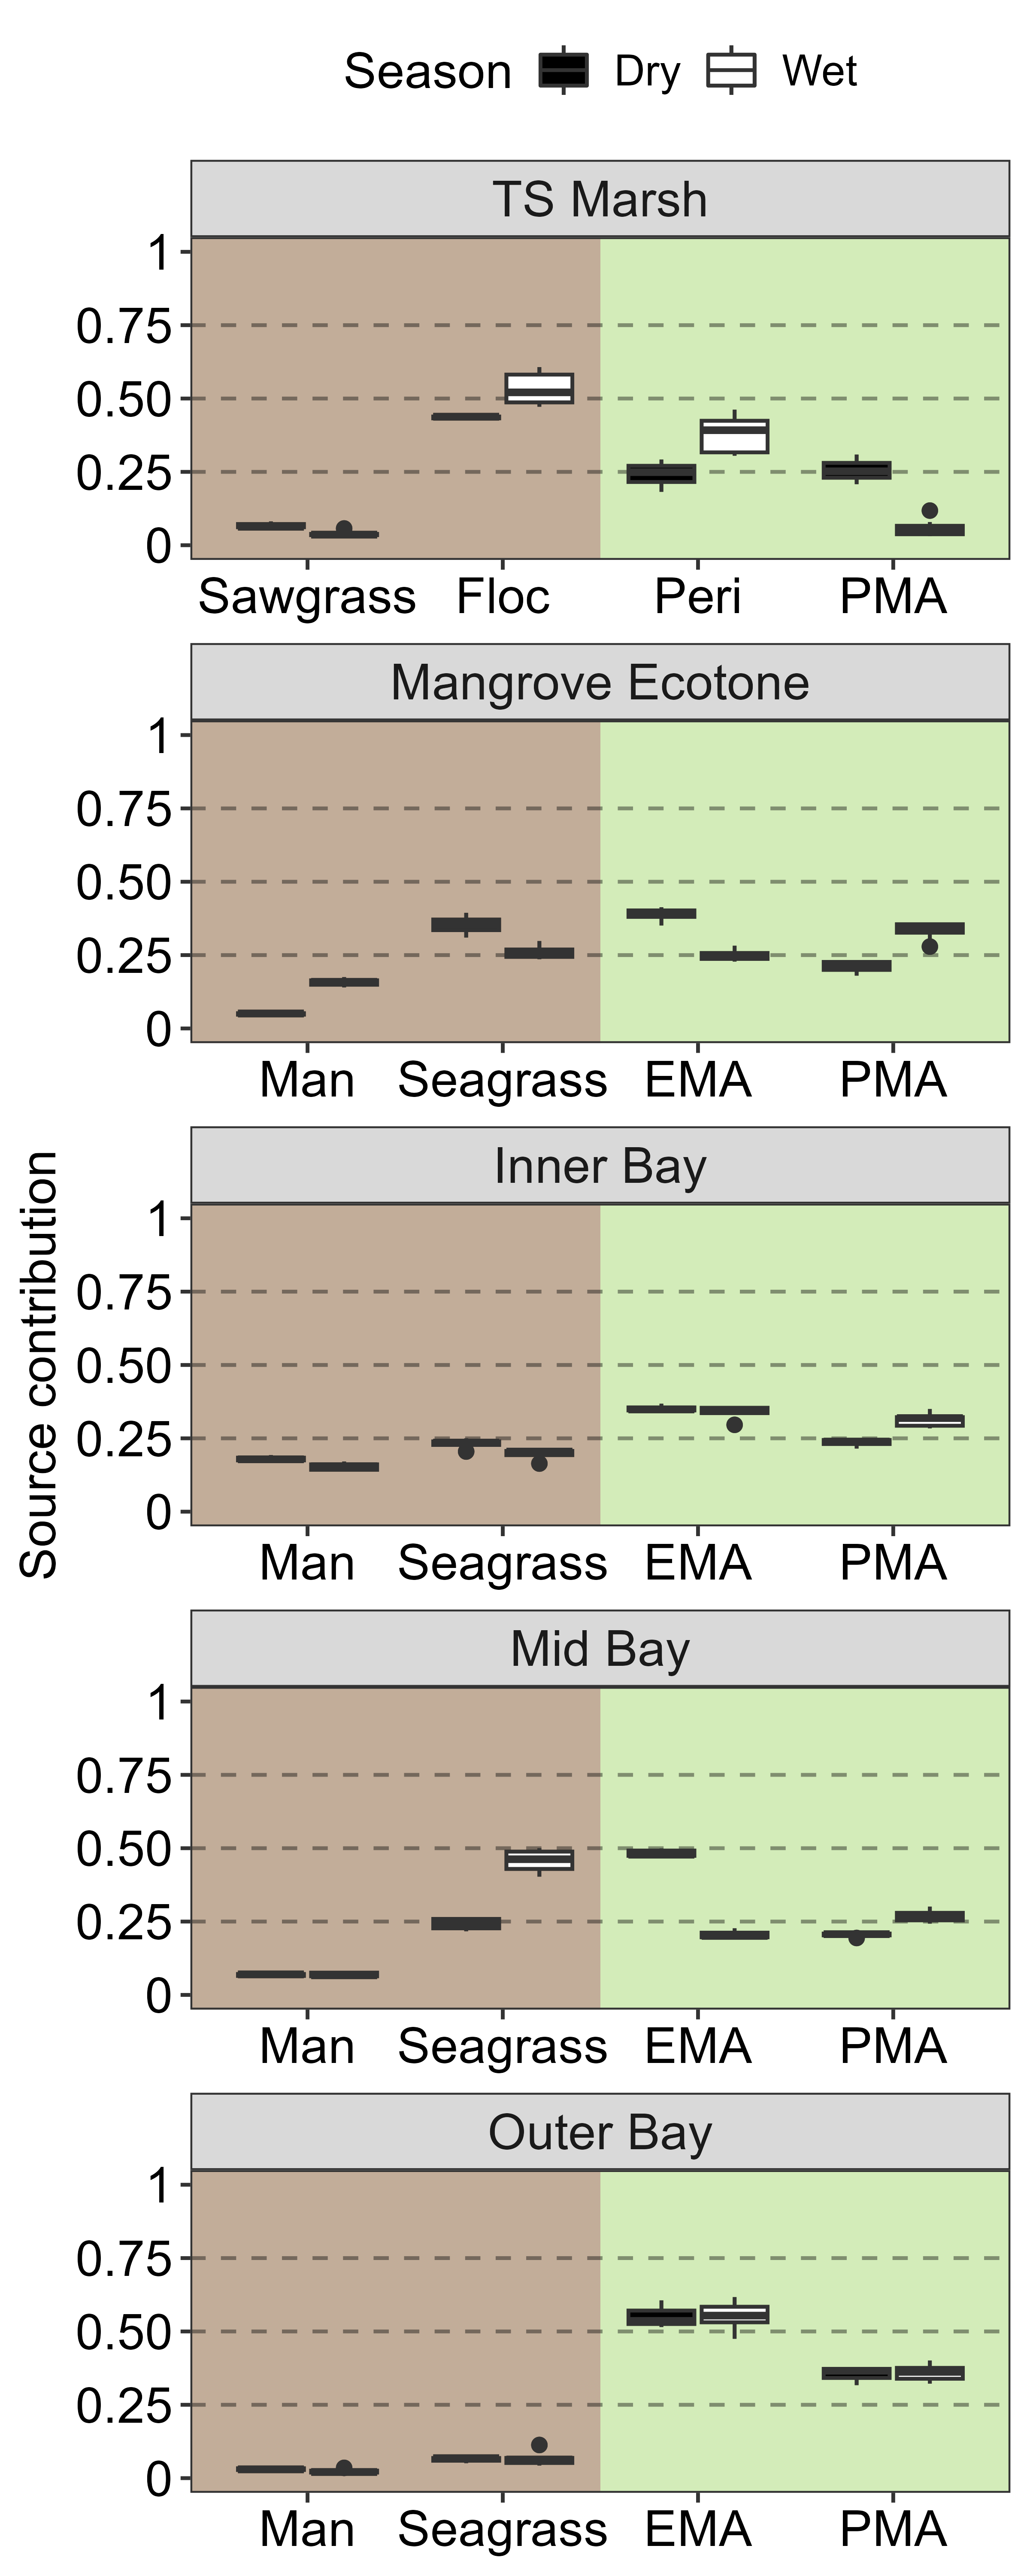 Season Dry Wet
TS Marsh
1
0.75
0.50
0.25
0
Sawgrass Floc Peri PMA
Mangrove Ecotone
1
0.75
0.50
0.25
0
Man Seagrass EMA PMA
Source contribution
Inner Bay
1
0.75
0.50
0.25
0
Man Seagrass EMA PMA
Mid Bay
1
0.75
0.50
0.25
0
Man Seagrass EMA PMA
Outer Bay
1
0.75
0.50
0.25
0
Man Seagrass EMA PMA